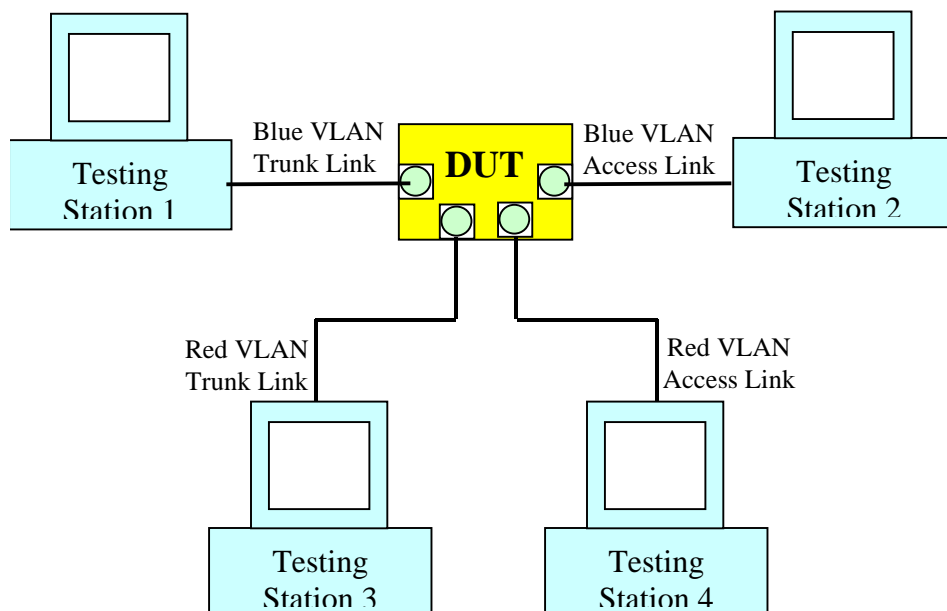 Blue VLAN
Trunk Link
DUT
Blue VLAN
Access Link
Testing
Station 1
Testing
Station 2
Red VLAN
Trunk Link
Red VLAN
Access Link
Testing
Station 3
Testing
Station 4